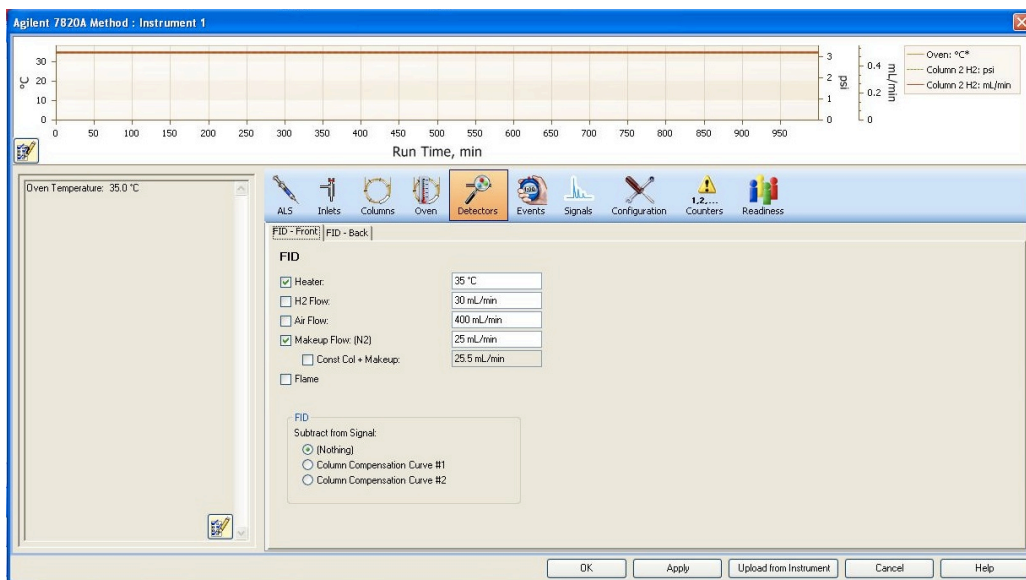 Agilent 7820A Method : Instrument 1
30
20
10
0
°C
3
2
1
0
psi
0.4
0.2
0
mL/min
Oven: °C*
Column 2 H2: psi
Column 2 H2: mL/min
0 50 100 150 200 250 300 350 400 450 500 550 600 650 700 750 800 850 900 950
Run Time, min
Oven Temperature: 35.0 °C
ALS Inlets Columns Oven Detectors Events Signals Configuration 1,2,... Counters Readiness
FID - Front FID - Back
FID
Heater: 35 °C
H2 Flow: 30 mL/min
Air Flow: 400 mL/min
Makeup Flow: (N2) 25 mL/min
Const Col + Makeup: 25.5 mL/min
Flame
FID
Subtract from Signal:
(Nothing)
Column Compensation Curve #1
Column Compensation Curve #2
OK Apply Upload from Instrument Cancel Help